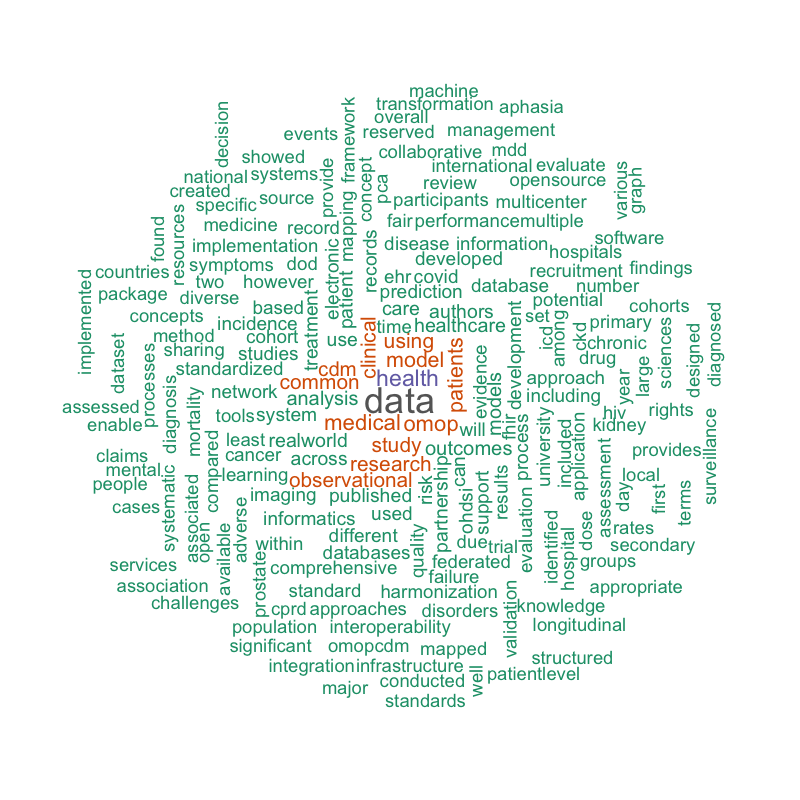 machine
transformation
aphasia
overall
decision
events
reserved
management
framework
collaborative
mdd
showed
international
evaluate
national
systems
provide
concept
pca
review
opensource
various
graph
created
source
participants
multicenter
specific
resources
mapping
fair
performance
multiple
medicine
record
found
implementation
electronic
records
disease
information
software
hospitals
symptoms
dod
developed
countries
two
however
patient
ehr
covid
recruitment
findings
implemented
package
diverse
prediction
database
number
based
treatment
care
authors
potential
cohorts
concepts
incidence
clinical
time
healthcare
set
among
primary
method
cohort
use
using
development
icd
ckd
chronic
sciences
designed
diagnosed
dataset
processes
sharing
studies
model
patients
drug
standardized
cdm
health
evidence
models
approach
year
large
common
network
analysis
data
including
assessed
diagnosis
mortality
tools
system
medical
omop
will
fhir
process
university
hiv
rights
enable
kidney
least
realworld
study
outcomes
included
application
assessment
provides
surveillance
claims
compared
cancer
across
research
partnership
can
mental
learning
observational
risk
results
local
people
systematic
associated
imaging
published
ohdsi
support
day
first
terms
cases
open
adverse
informatics
used
quality
evaluation
dose
rates
available
within
different
due
trial
identified
secondary
databases
federated
hospital
groups
services
comprehensive
failure
association
prostate
standard
harmonization
appropriate
challenges
cprd
approaches
disorders
validation
knowledge
population
interoperability
longitudinal
significant
omopcdm
mapped
structured
integration
infrastructure
well
patientlevel
major
conducted
standards